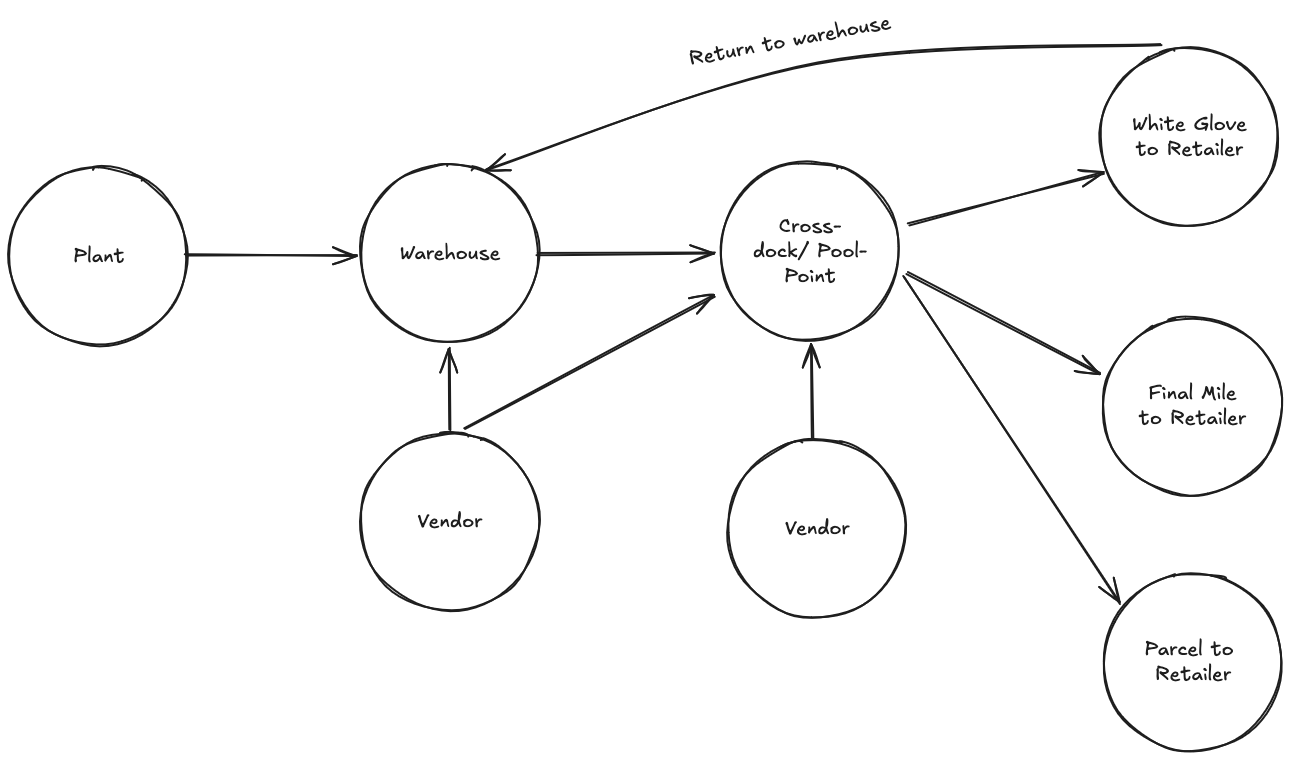 Return to warehouse
White Glove
to Retailer
Plant
Warehouse
Cross-
dock/ Pool-
Point
Final Mile
to Retailer
Vendor
Vendor
Parcel to
Retailer